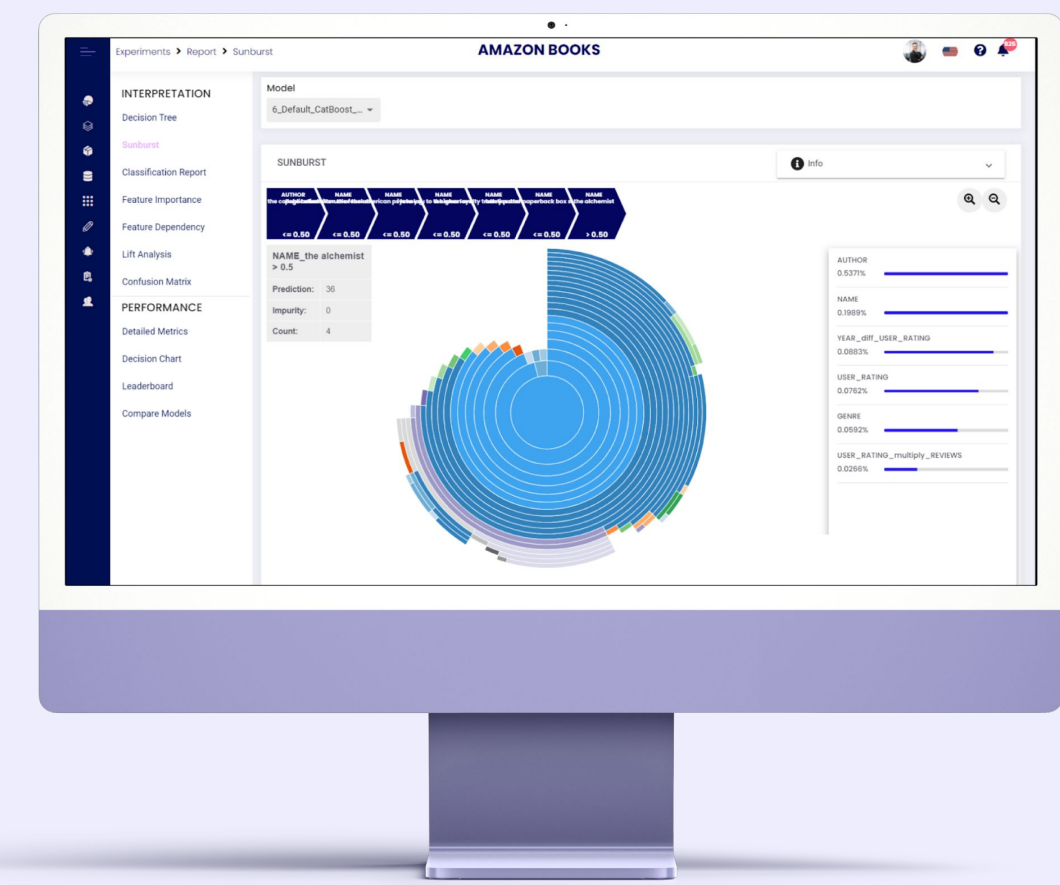 Experiments > Report > Sunburst
AMAZON BOOKS
INTERPRETATION
Decision Tree
Sunburst
Classification Report
Feature Importance
Feature Dependency
Lift Analysis
Confusion Matrix
PERFORMANCE
Detailed Metrics
Decision Chart
Leaderboard
Compare Models
Model
6_Default_CatBoost_...
SUNBURST
Info
AUTHOR NAME NAME NAME NAME NAME NAME
the alchemist
<= 0.50 <= 0.50 <= 0.50 <= 0.50 <= 0.50 <= 0.50 > 0.50
NAME_the alchemist
> 0.5
Prediction: 36
Impurity: 0
Count: 4
AUTHOR
0.5371%
NAME
0.1989%
YEAR_diff_USER_RATING
0.0883%
USER_RATING
0.0762%
GENRE
0.0592%
USER_RATING_multiply_REVIEWS
0.0266%